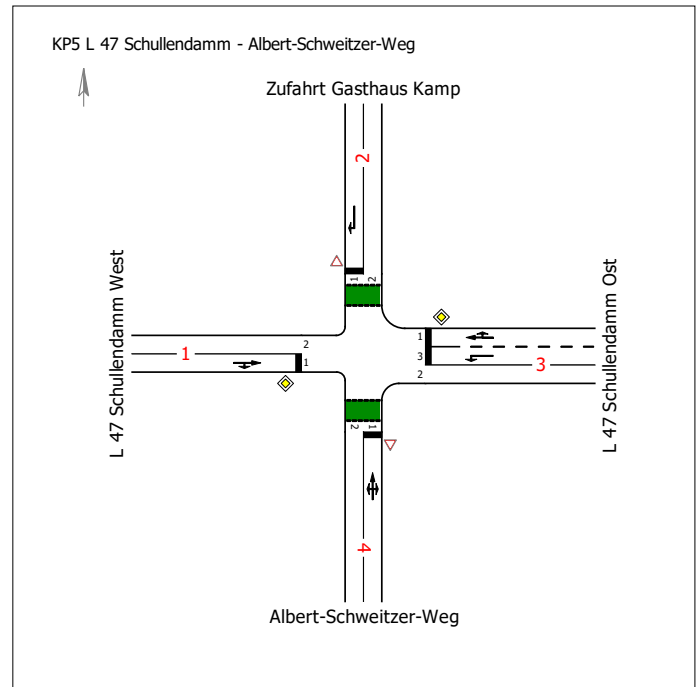 KP5 L 47 Schullendamm - Albert-Schweitzer-Weg
Zufahrt Gasthaus Kamp
2
1 2
L 47 Schullendamm West
L 47 Schullendamm Ost
2
1
1
1
3
3
2
2 1
4
Albert-Schweitzer-Weg